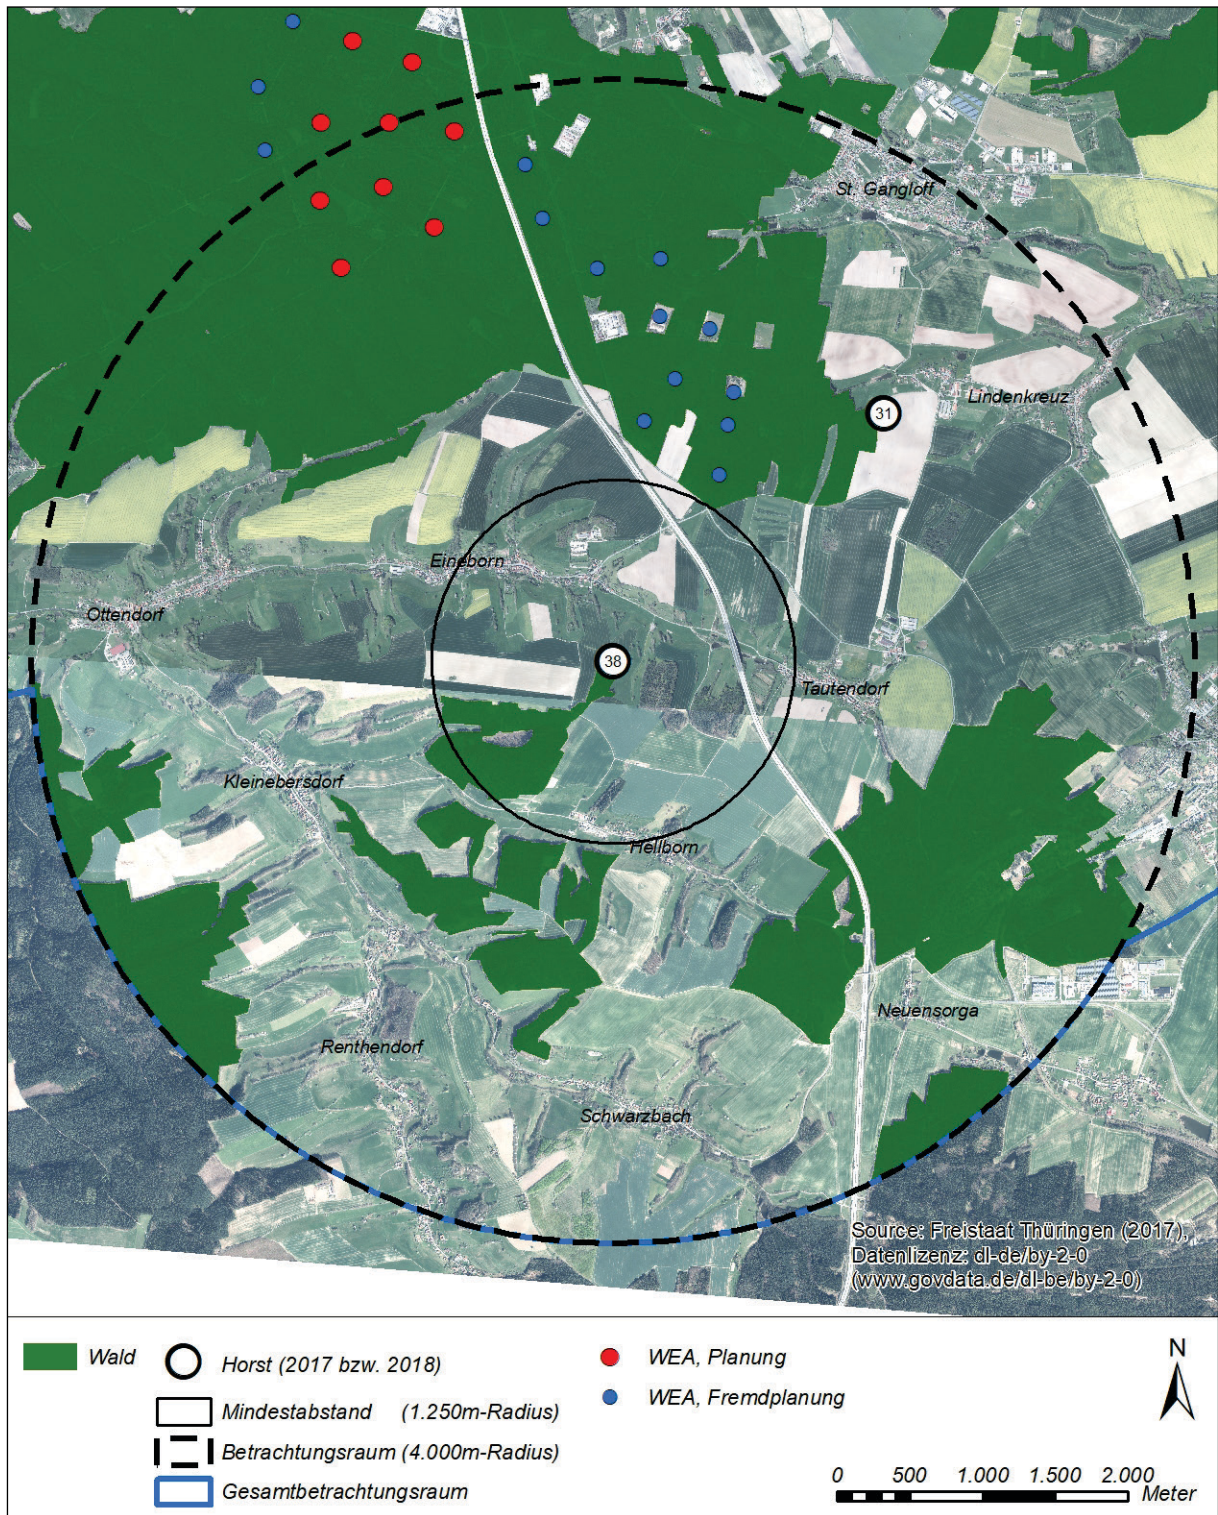 St. Gangloff
Lindenkreuz
31
Eineborn
Ottendorf
38
Tautendorf
Kleinebersdorf
Hellborn
Neuensorga
Renthendorf
Schwarzbach
Source: Freistaat Thüringen (2017),
Datenlizenz: dl-de/by-2-0
(www.govdata.de/dl-be/by-2-0)
Wald
Horst (2017 bzw. 2018)
Mindestabstand (1.250m-Radius)
Betrachtungsraum (4.000m-Radius)
Gesamtbetrachtungsraum
WEA, Planung
WEA, Fremdplanung
N
0 500 1.000 1.500 2.000
Meter